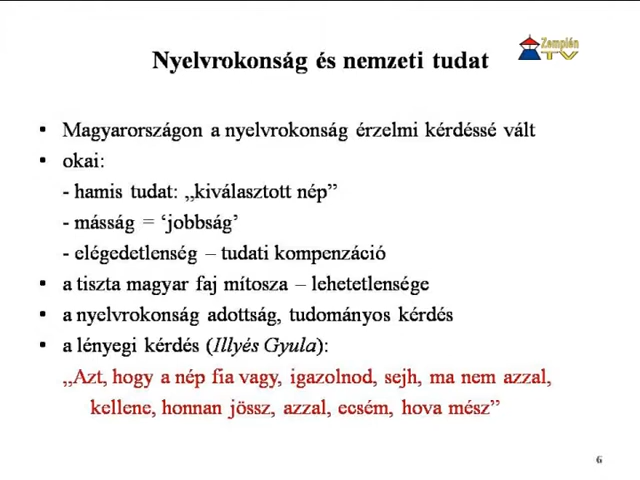 Zemplén
TV
Nyelvrokonság és nemzeti tudat
• Magyarországon a nyelvrokonság érzelmi kérdéssé vált
• okai:
- hamis tudat: „kiválasztott nép”
- másság = ‘jobbság’
- elégedetlenség – tudati kompenzáció
• a tiszta magyar faj mítosza – lehetetlensége
• a nyelvrokonság adottság, tudományos kérdés
• a lényegi kérdés (Illyés Gyula):
„Azt, hogy a nép fia vagy, igazolnod, sejh, ma nem azzal,
kellene, honnan jössz, azzal, ecsém, hova mész”
6